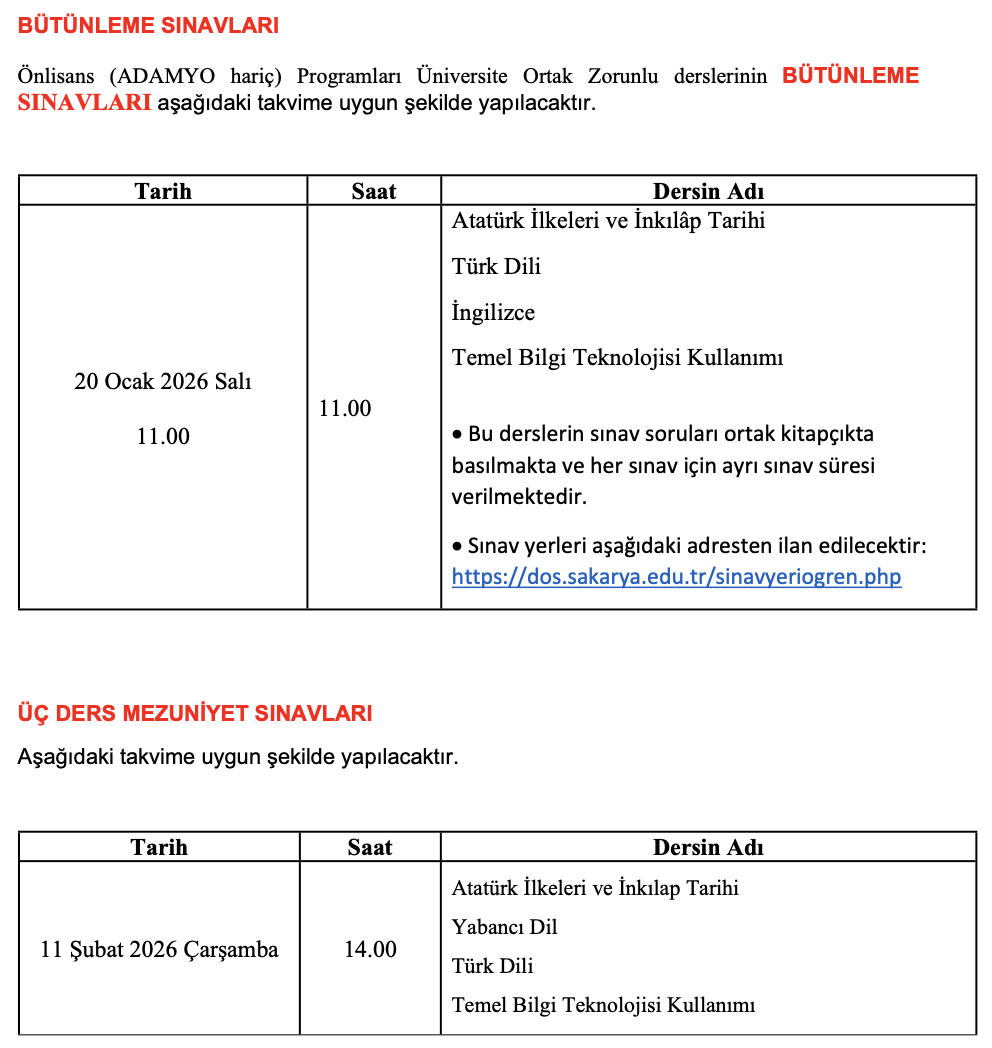 BÜTÜNLEME SINAVLARI
Önlisans (ADAMYO hariç) Programları Üniversite Ortak Zorunlu derslerinin BÜTÜNLEME
SINAVLARI aşağıdaki takvime uygun şekilde yapılacaktır.
Tarih Saat Dersin Adı
Atatürk İlkeleri ve İnkılâp Tarihi
Türk Dili
İngilizce
Temel Bilgi Teknolojisi Kullanımı
20 Ocak 2026 Salı
11.00
11.00
• Bu derslerin sınav soruları ortak kitapçıkta
basılmakta ve her sınav için ayrı sınav süresi
verilmektedir.
• Sınav yerleri aşağıdaki adresten ilan edilecektir:
https://dos.sakarya.edu.tr/sinavyeriogren.php
ÜÇ DERS MEZUNİYET SINAVLARI
Aşağıdaki takvime uygun şekilde yapılacaktır.
Tarih Saat Dersin Adı
11 Şubat 2026 Çarşamba
14.00
Atatürk İlkeleri ve İnkılap Tarihi
Yabancı Dil
Türk Dili
Temel Bilgi Teknolojisi Kullanımı